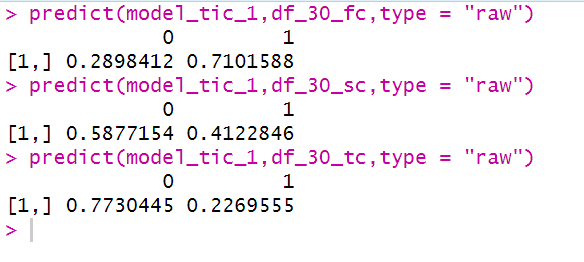 > predict(model_tic_1,df_30_fc,type = "raw")
0 1
[1,] 0.2898412 0.7101588
> predict(model_tic_1,df_30_sc,type = "raw")
0 1
[1,] 0.5877154 0.4122846
> predict(model_tic_1,df_30_tc,type = "raw")
0 1
[1,] 0.7730445 0.2269555
>